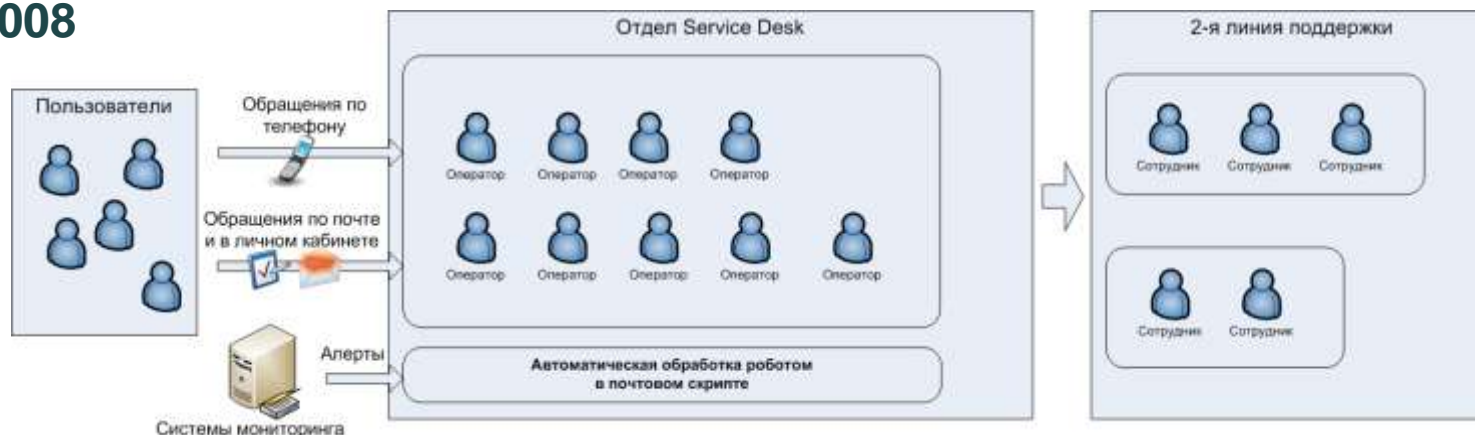 008
Отдел Service Desk
2-я линия поддержки
Пользователи
Обращения по
телефону
Оператор Оператор Оператор Оператор
Сотрудник Сотрудник Сотрудник
Обращения по почте
и в личном кабинете
Оператор Оператор Оператор Оператор Оператор
Сотрудник Сотрудник
Алерты
Автоматическая обработка роботом
в почтовом скрипте
Системы мониторинга